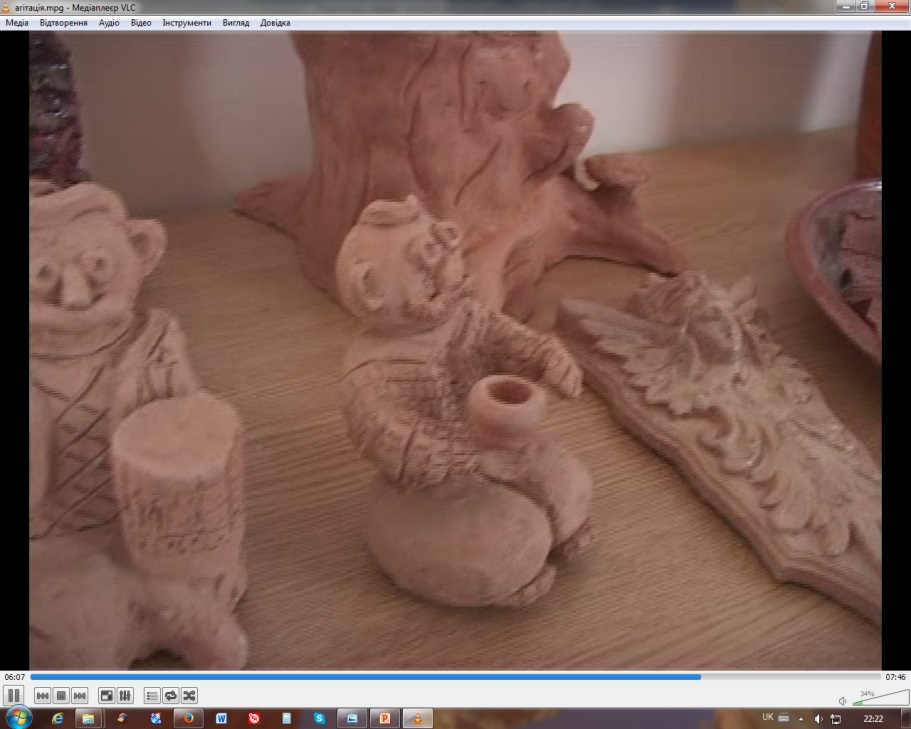 агітація.mpg - Медіаплеєр VLC
Медіа Відтворення Аудіо Відео Інструменти Вигляд Довідка
06:07 07:46
34%
UK 22:22